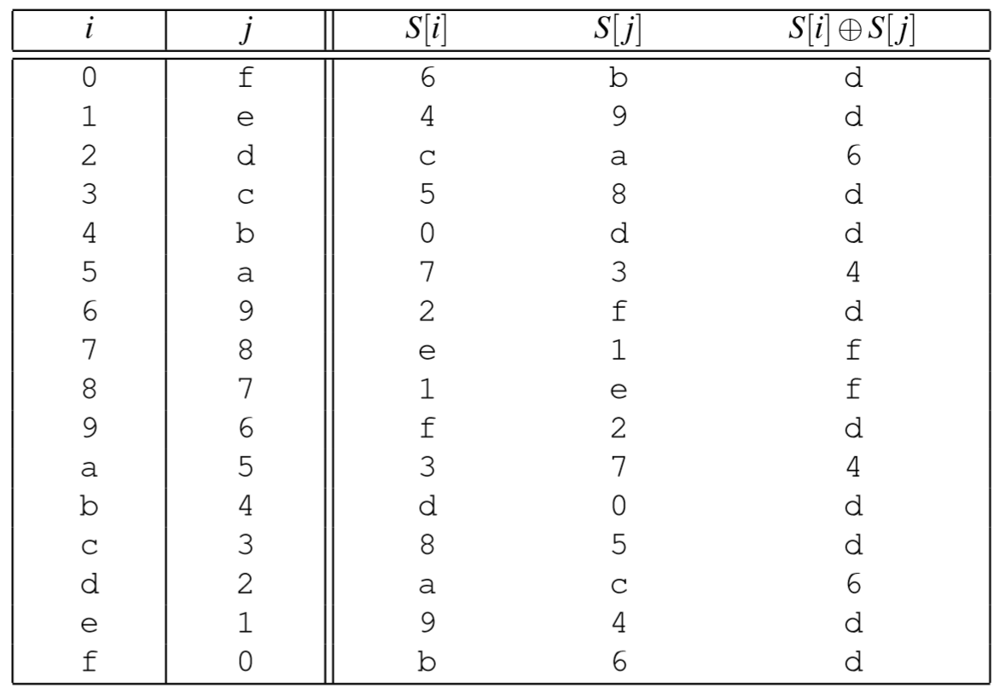 i j S[i] S[j] S[i] ⊕ S[j]
0 f 6 b d
1 e 4 9 d
2 d c a 6
3 c 5 8 d
4 b 0 d d
5 a 7 3 4
6 9 2 f d
7 8 e 1 f
8 7 1 e f
9 6 f 2 d
a 5 3 7 4
b 4 d 0 d
c 3 8 5 d
d 2 a c 6
e 1 9 4 d
f 0 b 6 d